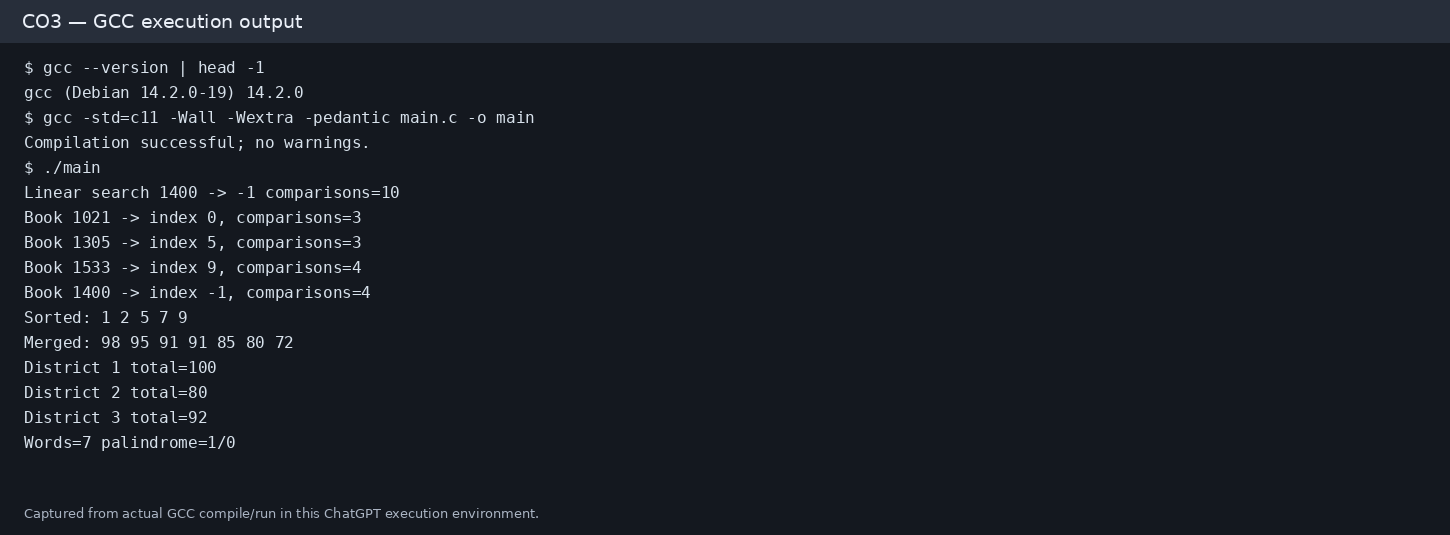 CO3 — GCC execution output
$ gcc --version | head -1
gcc (Debian 14.2.0-19) 14.2.0
$ gcc -std=c11 -Wall -Wextra -pedantic main.c -o main
Compilation successful; no warnings.
$ ./main
Linear search 1400 -> -1 comparisons=10
Book 1021 -> index 0, comparisons=3
Book 1305 -> index 5, comparisons=3
Book 1533 -> index 9, comparisons=4
Book 1400 -> index -1, comparisons=4
Sorted: 1 2 5 7 9
Merged: 98 95 91 91 85 80 72
District 1 total=100
District 2 total=80
District 3 total=92
Words=7 palindrome=1/0
Captured from actual GCC compile/run in this ChatGPT execution environment.